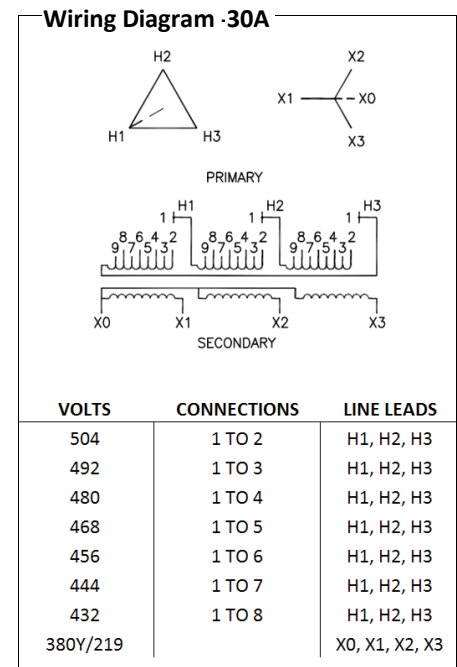 Wiring Diagram -30A
H2
H1
H3
X2
X1
X0
X3
PRIMARY
1 H1 1 H2 1 H3
9 8 7 6 5 4 3 2 9 8 7 6 5 4 3 2 9 8 7 6 5 4 3 2
X0 X1 X2 X3
SECONDARY
VOLTS CONNECTIONS LINE LEADS
504 1 TO 2 H1, H2, H3
492 1 TO 3 H1, H2, H3
480 1 TO 4 H1, H2, H3
468 1 TO 5 H1, H2, H3
456 1 TO 6 H1, H2, H3
444 1 TO 7 H1, H2, H3
432 1 TO 8 H1, H2, H3
380Y/219 X0, X1, X2, X3